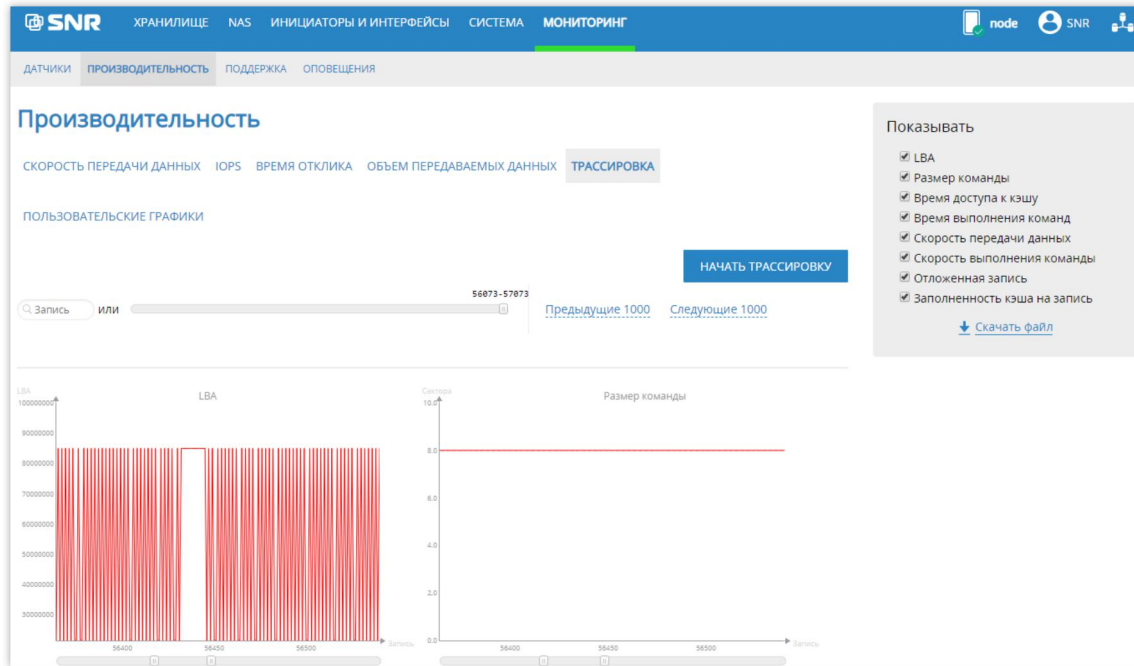 SNR ХРАНИЛИЩЕ NAS ИНИЦИАТОРЫ И ИНТЕРФЕЙСЫ СИСТЕМА МОНИТОРИНГ node SNR
ДАТЧИКИ ПРОИЗВОДИТЕЛЬНОСТЬ ПОДДЕРЖКА ОПОВЕЩЕНИЯ
Производительность
СКОРОСТЬ ПЕРЕДАЧИ ДАННЫХ IOPS ВРЕМЯ ОТКЛИКА ОБЪЕМ ПЕРЕДАВАЕМЫХ ДАННЫХ ТРАССИРОВКА
ПОЛЬЗОВАТЕЛЬСКИЕ ГРАФИКИ
НАЧАТЬ ТРАССИРОВКУ
56073-57073
Запись или Предыдущие 1000 Следующие 1000
Показывать
LBA
Размер команды
Время доступа к кэшу
Время выполнения команд
Скорость передачи данных
Скорость выполнения команды
Отложенная запись
Заполненность кэша на запись
Скачать файл
LBA
LBA
100000000
90000000
80000000
70000000
60000000
50000000
40000000
30000000
56400 56450 56500 Запись
Сектора
Размер команды
10.0
8.0
6.0
4.0
2.0
0.0
56400 56450 56500 Запись